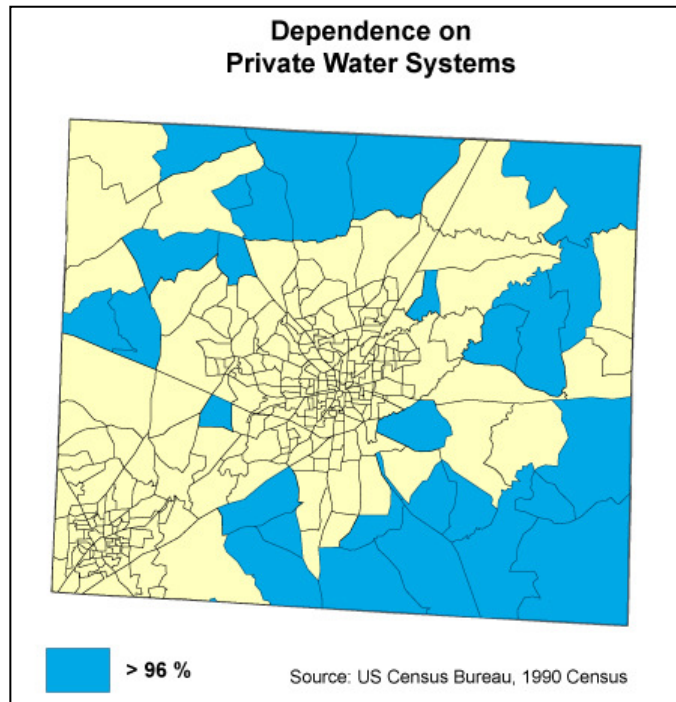 Dependence on
Private Water Systems
> 96 %
Source: US Census Bureau, 1990 Census